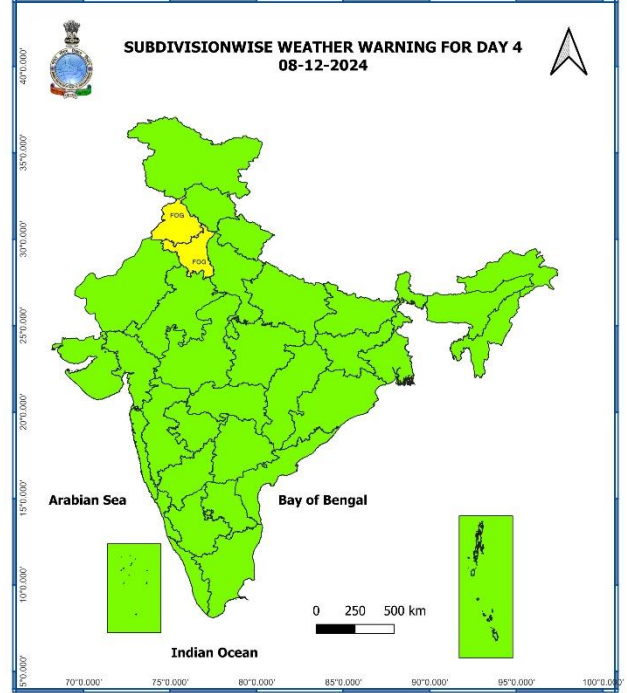 SUBDIVISIONWISE WEATHER WARNING FOR DAY 4
08-12-2024
40°0.000'
35°0.000'
FOG
30°0.000'
FOG
25°0.000'
20°0.000'
15°0.000'
Arabian Sea
Bay of Bengal
10°0.000'
0 250 500 km
Indian Ocean
5°0.000'
70°0.000' 75°0.000' 80°0.000' 85°0.000' 90°0.000' 95°0.000' 100°0.000'